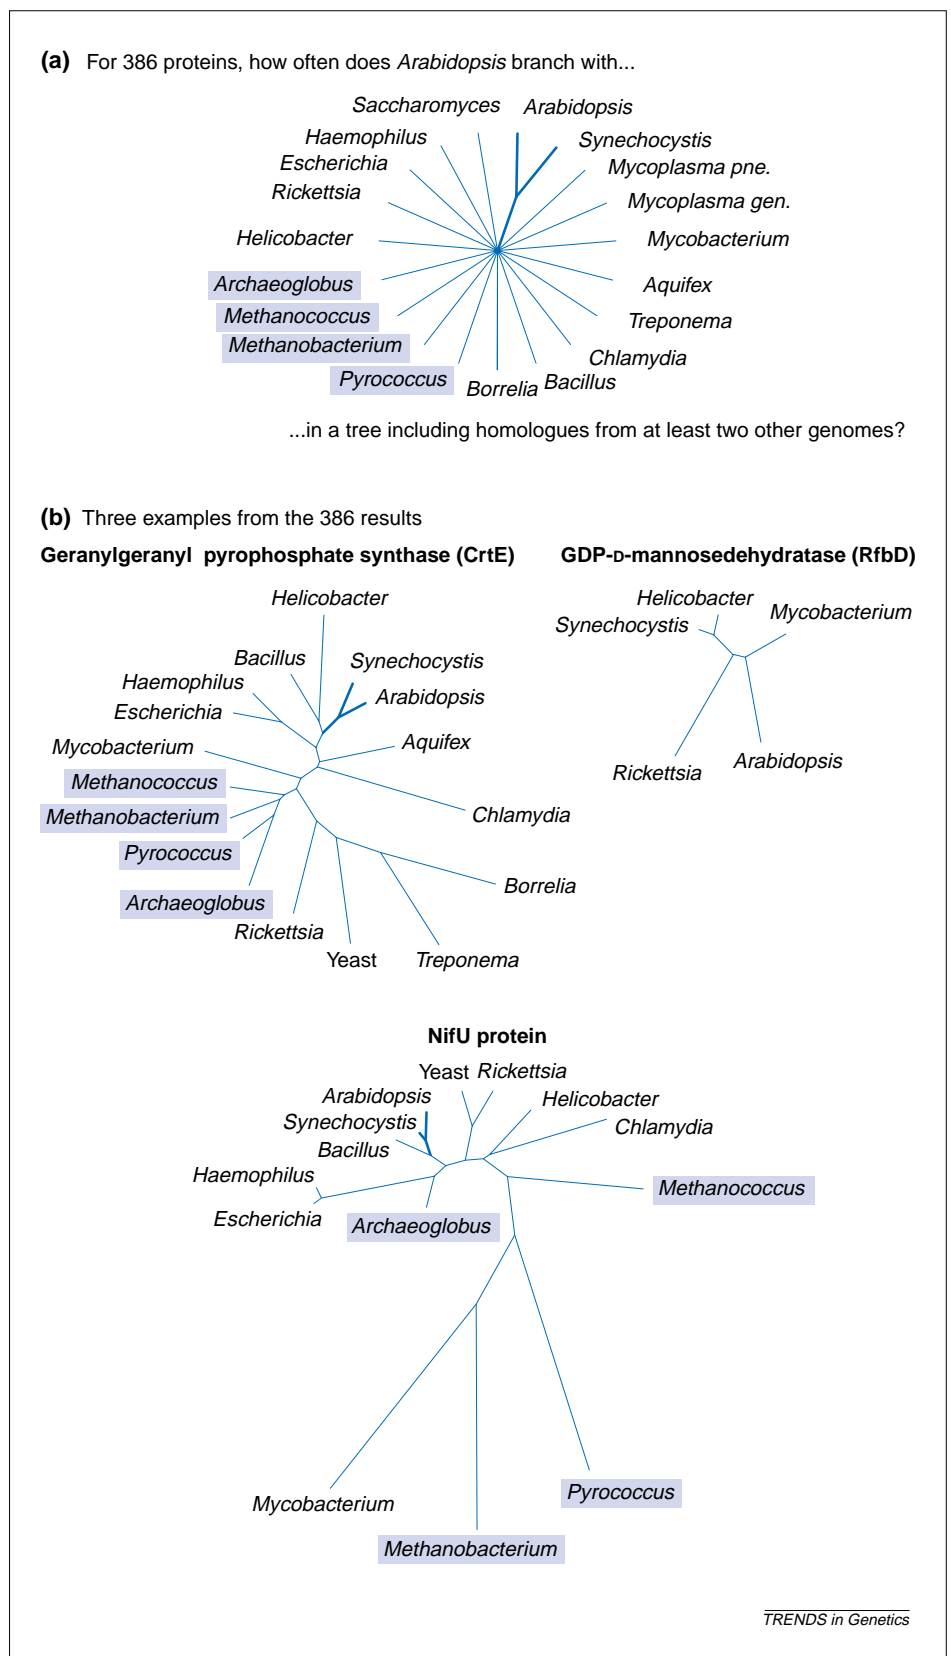 (a) For 386 proteins, how often does Arabidopsis branch with...
Saccharomyces
Arabidopsis
Haemophilus
Synechocystis
Escherichia
Mycoplasma pne.
Rickettsia
Mycoplasma gen.
Helicobacter
Mycobacterium
Archaeoglobus
Aquifex
Methanococcus
Treponema
Methanobacterium
Chlamydia
Pyrococcus
Borrelia
Bacillus
...in a tree including homologues from at least two other genomes?
(b) Three examples from the 386 results
Geranylgeranyl pyrophosphate synthase (CrtE)
Helicobacter
Bacillus
Synechocystis
Haemophilus
Arabidopsis
Escherichia
Mycobacterium
Aquifex
Methanococcus
Methanobacterium
Chlamydia
Pyrococcus
Archaeoglobus
Borrelia
Rickettsia
Yeast
Treponema
GDP-D-mannosedehydratase (RfbD)
Helicobacter
Synechocystis
Mycobacterium
Rickettsia
Arabidopsis
NifU protein
Yeast
Rickettsia
Arabidopsis
Helicobacter
Synechocystis
Chlamydia
Bacillus
Haemophilus
Methanococcus
Escherichia
Archaeoglobus
Mycobacterium
Pyrococcus
Methanobacterium
TRENDS in Genetics